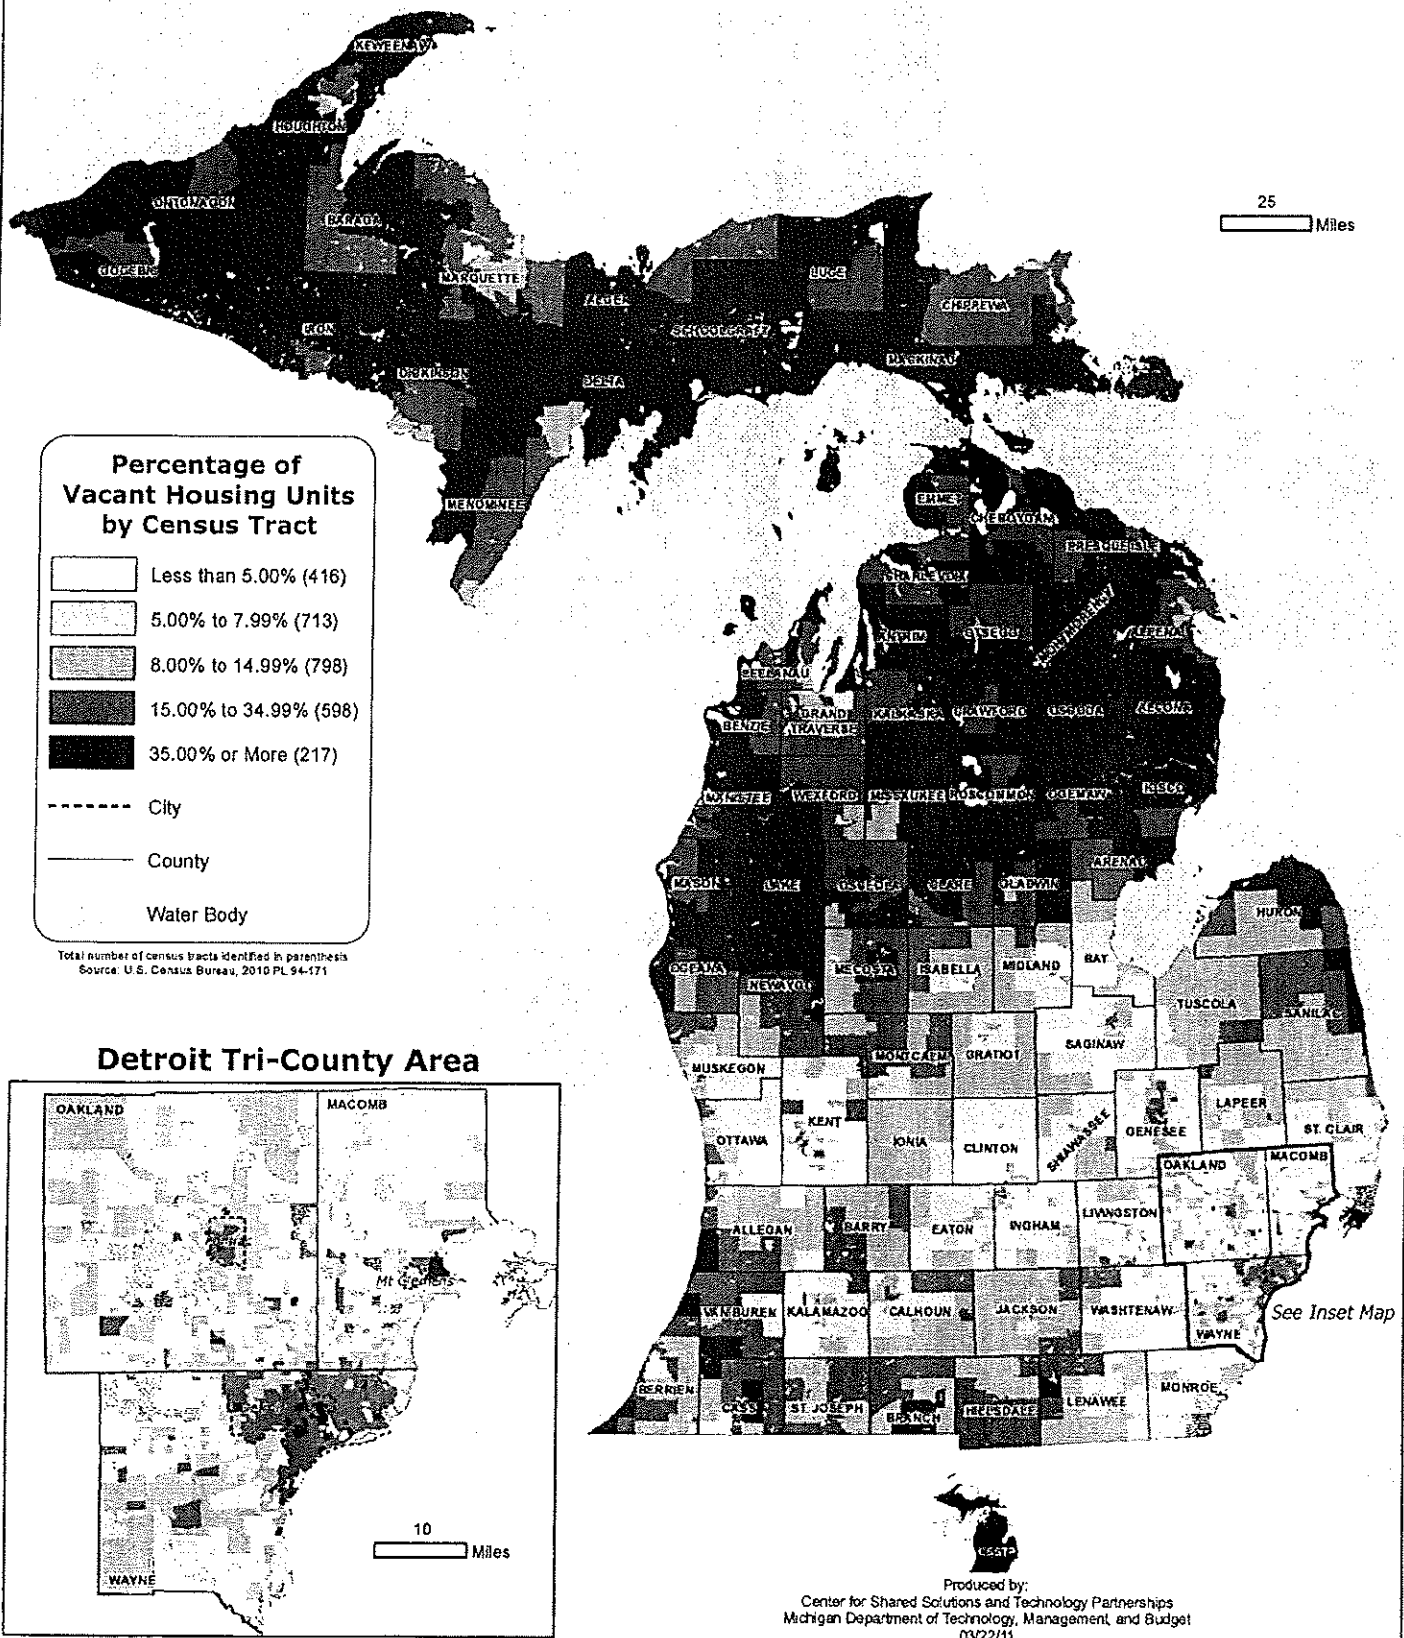 KEWEENAW
HOUGHTON
ONTONAGON
BARAGA
GOGEBIC
MARQUETTE
IRON
ALGER
LUCE
CHIPPEWA
SCHOOLCRAFT
MACKINAC
DICKINSON
DELTA
MENOMINEE
25
Miles
Percentage of
Vacant Housing Units
by Census Tract
Less than 5.00% (416)
5.00% to 7.99% (713)
8.00% to 14.99% (798)
15.00% to 34.99% (598)
35.00% or More (217)
City
County
Water Body
Total number of census tracts identified in parenthesis
Source: U.S. Census Bureau, 2010 PL 94-171
EMMET
CHEBOYGAN
PRESQUE ISLE
CHARLEVOIX
ANTRIM
OTSEGO
MONTMORENCY
ALPENA
LEELANAU
BENZIE
GRAND
TRAVERSE
KALKASKA
CRAWFORD
OSCODA
ALCONA
MANISTEE
WEXFORD
MISSAUKEE
ROSCOMMON
OGEMAW
IOSCO
ARENAC
MASON
LAKE
OSCEOLA
CLARE
GLADWIN
HURON
OCEANA
NEWAYGO
MECOSTA
ISABELLA
MIDLAND
BAY
TUSCOLA
SANILAC
MUSKEGON
MONTCALM
GRATIOT
SAGINAW
OTTAWA
KENT
IONIA
CLINTON
SHIAWASSEE
GENESEE
LAPEER
ST. CLAIR
OAKLAND
MACOMB
ALLEGAN
BARRY
EATON
INGHAM
LIVINGSTON
VAN BUREN
KALAMAZOO
CALHOUN
JACKSON
WASHTENAW
WAYNE
See Inset Map
BERRIEN
CASS
ST. JOSEPH
BRANCH
HILLSDALE
LENAWEE
MONROE
Detroit Tri-County Area
OAKLAND
MACOMB
Mt Clemens
10
Miles
WAYNE
CSSTP
Produced by:
Center for Shared Solutions and Technology Partnerships
Michigan Department of Technology, Management, and Budget
03/22/11